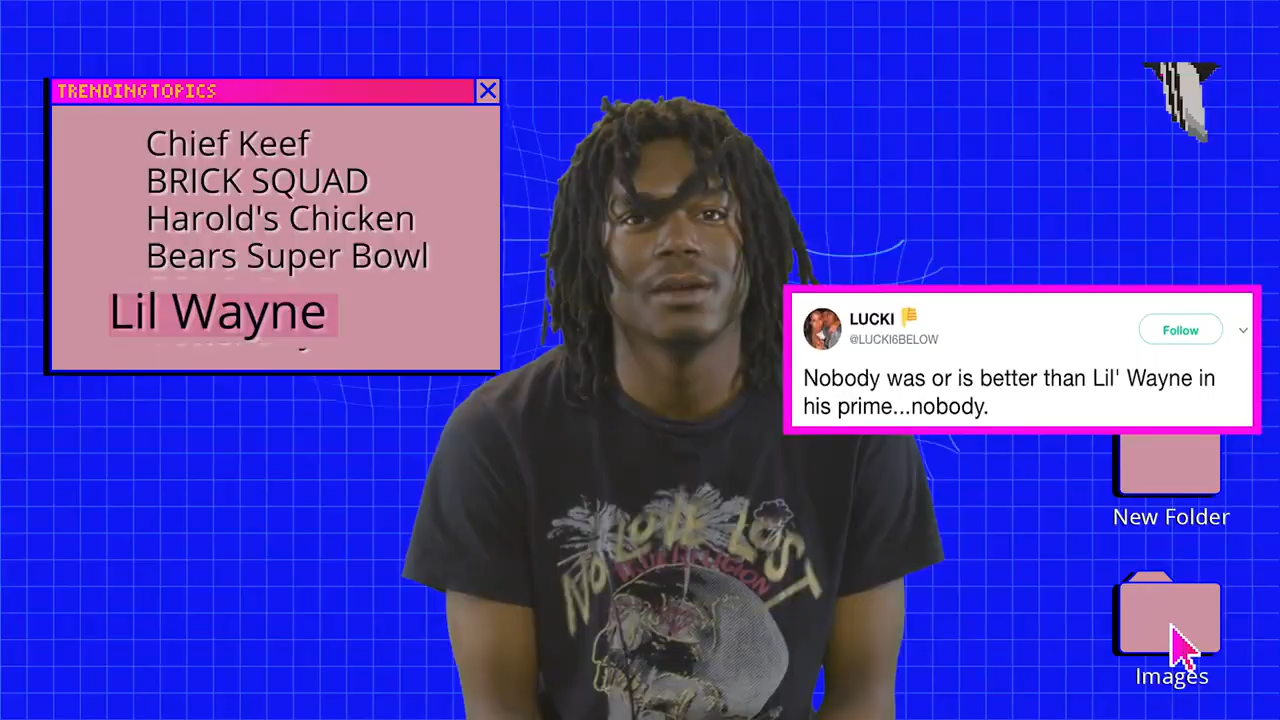 TRENDING TOPICS
Chief Keef
BRICK SQUAD
Harold's Chicken
Bears Super Bowl
Lil Wayne
LUCKI
@LUCKI6BELOW
Follow
Nobody was or is better than Lil' Wayne in
his prime...nobody.
NO LOVE LOST
New Folder
Images